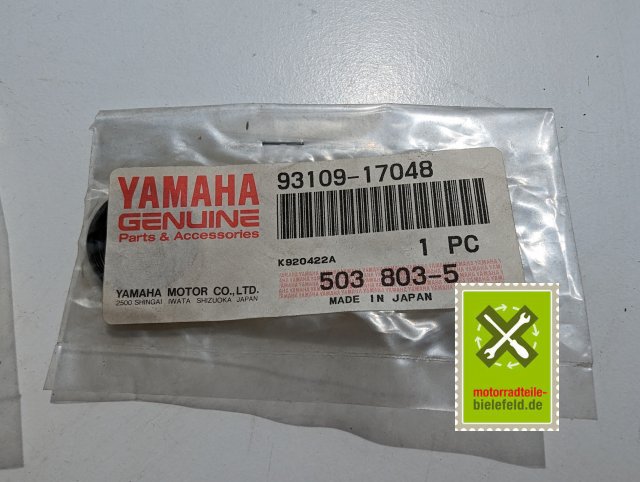 YAMAHA
GENUINE
Parts & Accessories
YAMAHA MOTOR CO., LTD.
2500 SHINGAI IWATA SHIZUOKA JAPAN
93109-17048
K920422A
1 PC
503 803-5
MADE IN JAPAN
motorradteile-
bielefeld.de